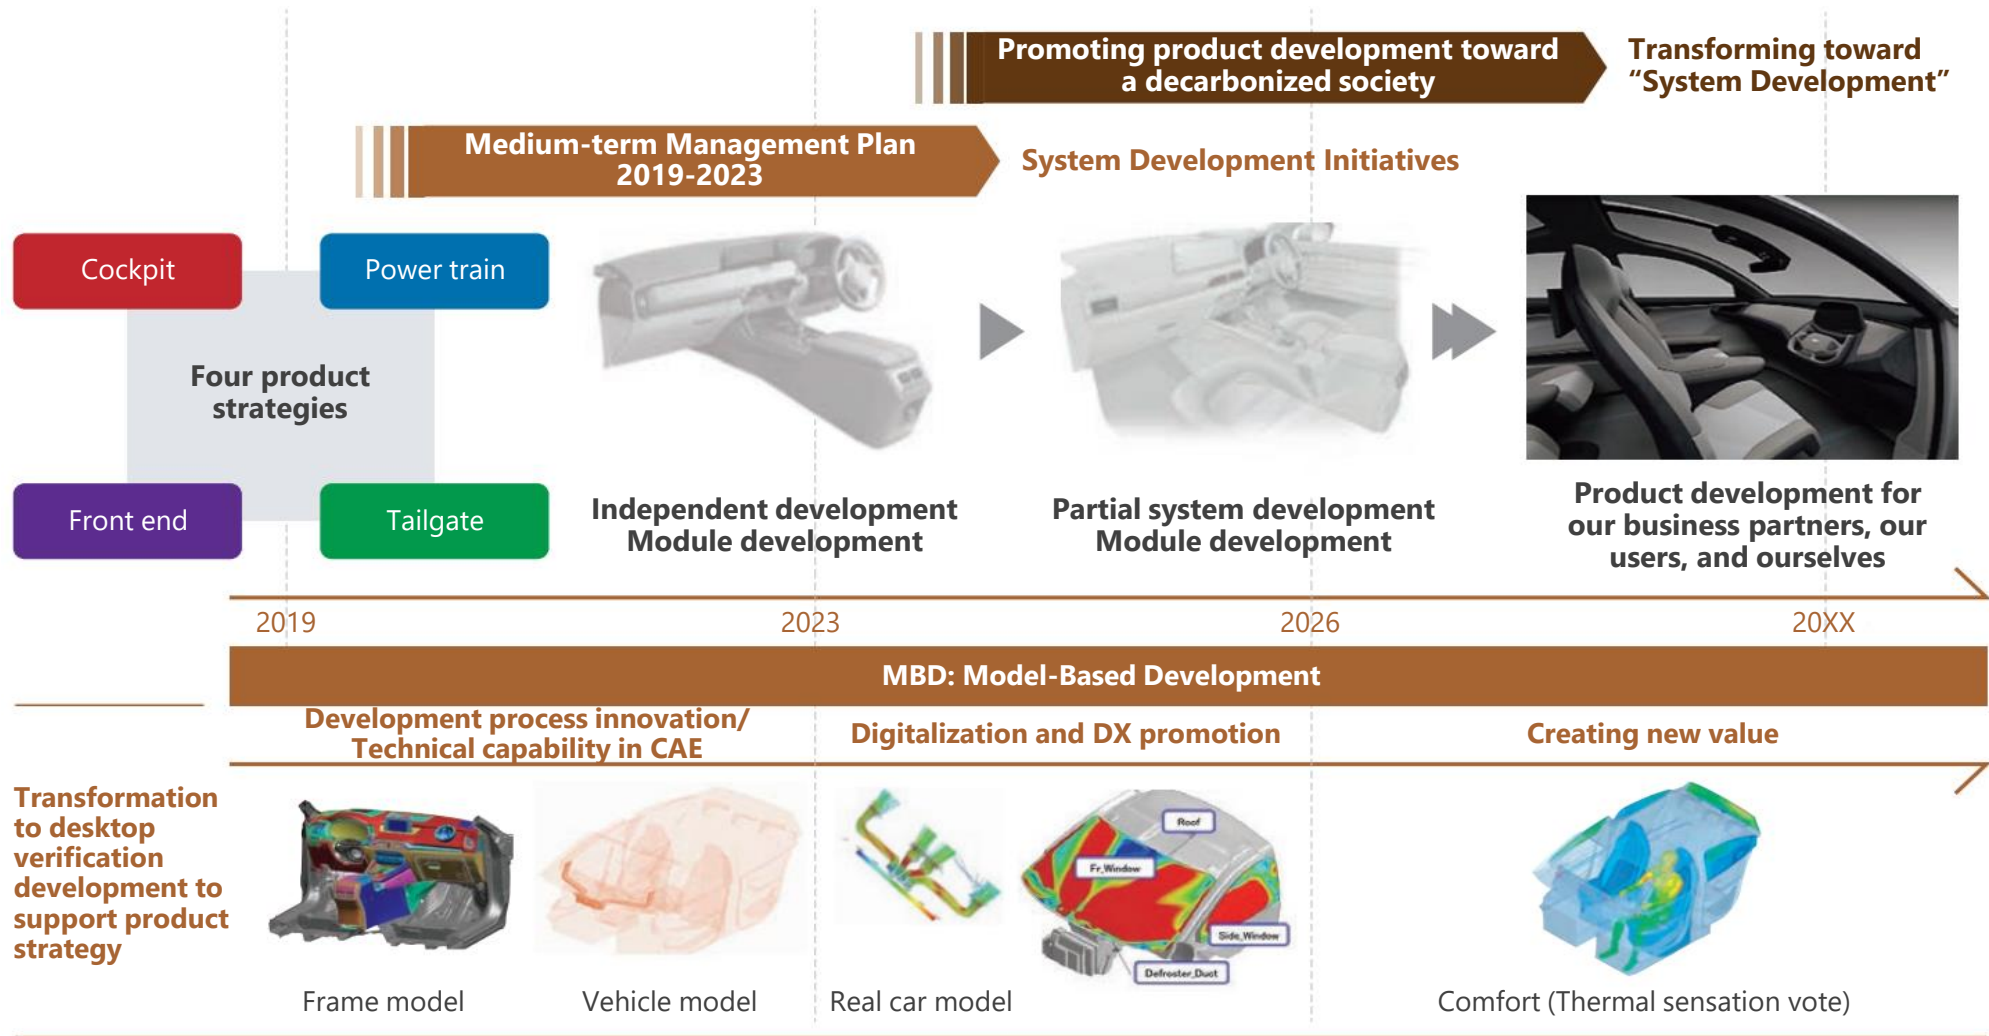 Promoting product development toward
a decarbonized society
Transforming toward
“System Development”
Medium-term Management Plan
2019-2023
System Development Initiatives
Cockpit
Power train
Four product
strategies
Front end
Tailgate
Independent development
Module development
Partial system development
Module development
Product development for
our business partners, our
users, and ourselves
2019
2023
2026
20XX
MBD: Model-Based Development
Development process innovation/
Technical capability in CAE
Digitalization and DX promotion
Creating new value
Transformation
to desktop
verification
development to
support product
strategy
Roof
Fr_Window
Side_Window
Defroster_Duct
Frame model
Vehicle model
Real car model
Comfort (Thermal sensation vote)